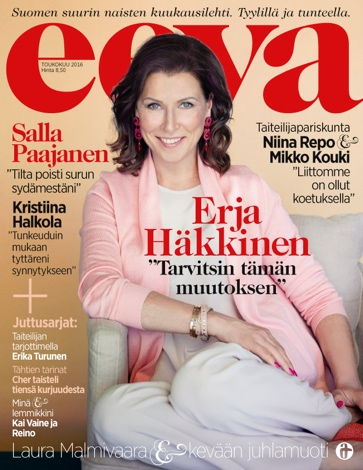 Suomen suurin naisten kuukausilehti. Tyylillä ja tunteella.
eeva
TOUKOKUU 2016
Hinta 8,50
Salla
Paajanen
"Tilta poisti surun
sydämestäni"
Kristiina
Halkola
"Tunkeuduin
mukaan
tyttäreni
synnytykseen"
+
Juttusarjat:
Taiteilijan
tarjottimella
Erika Turunen
Tähtien tarinat
Cher taisteli
tiensä kurjuudesta
Minä &
lemmikkini
Kai Vaine ja
Reino
Taiteilijapariskunta
Niina Repo &
Mikko Kouki
"Liittomme
on ollut
koetuksella"
Erja
Häkkinen
"Tarvitsin tämän
muutoksen"
Laura Malmivaara & kevään juhlamuoti